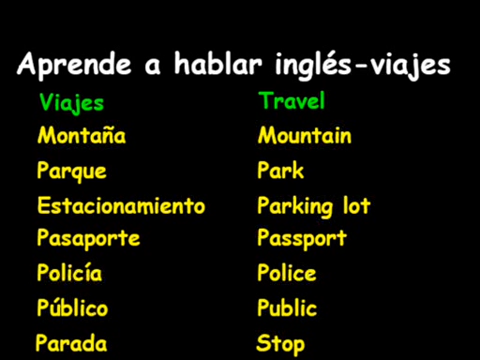 Aprende a hablar inglés-viajes
Viajes Travel
Montaña Mountain
Parque Park
Estacionamiento Parking lot
Pasaporte Passport
Policía Police
Público Public
Parada Stop